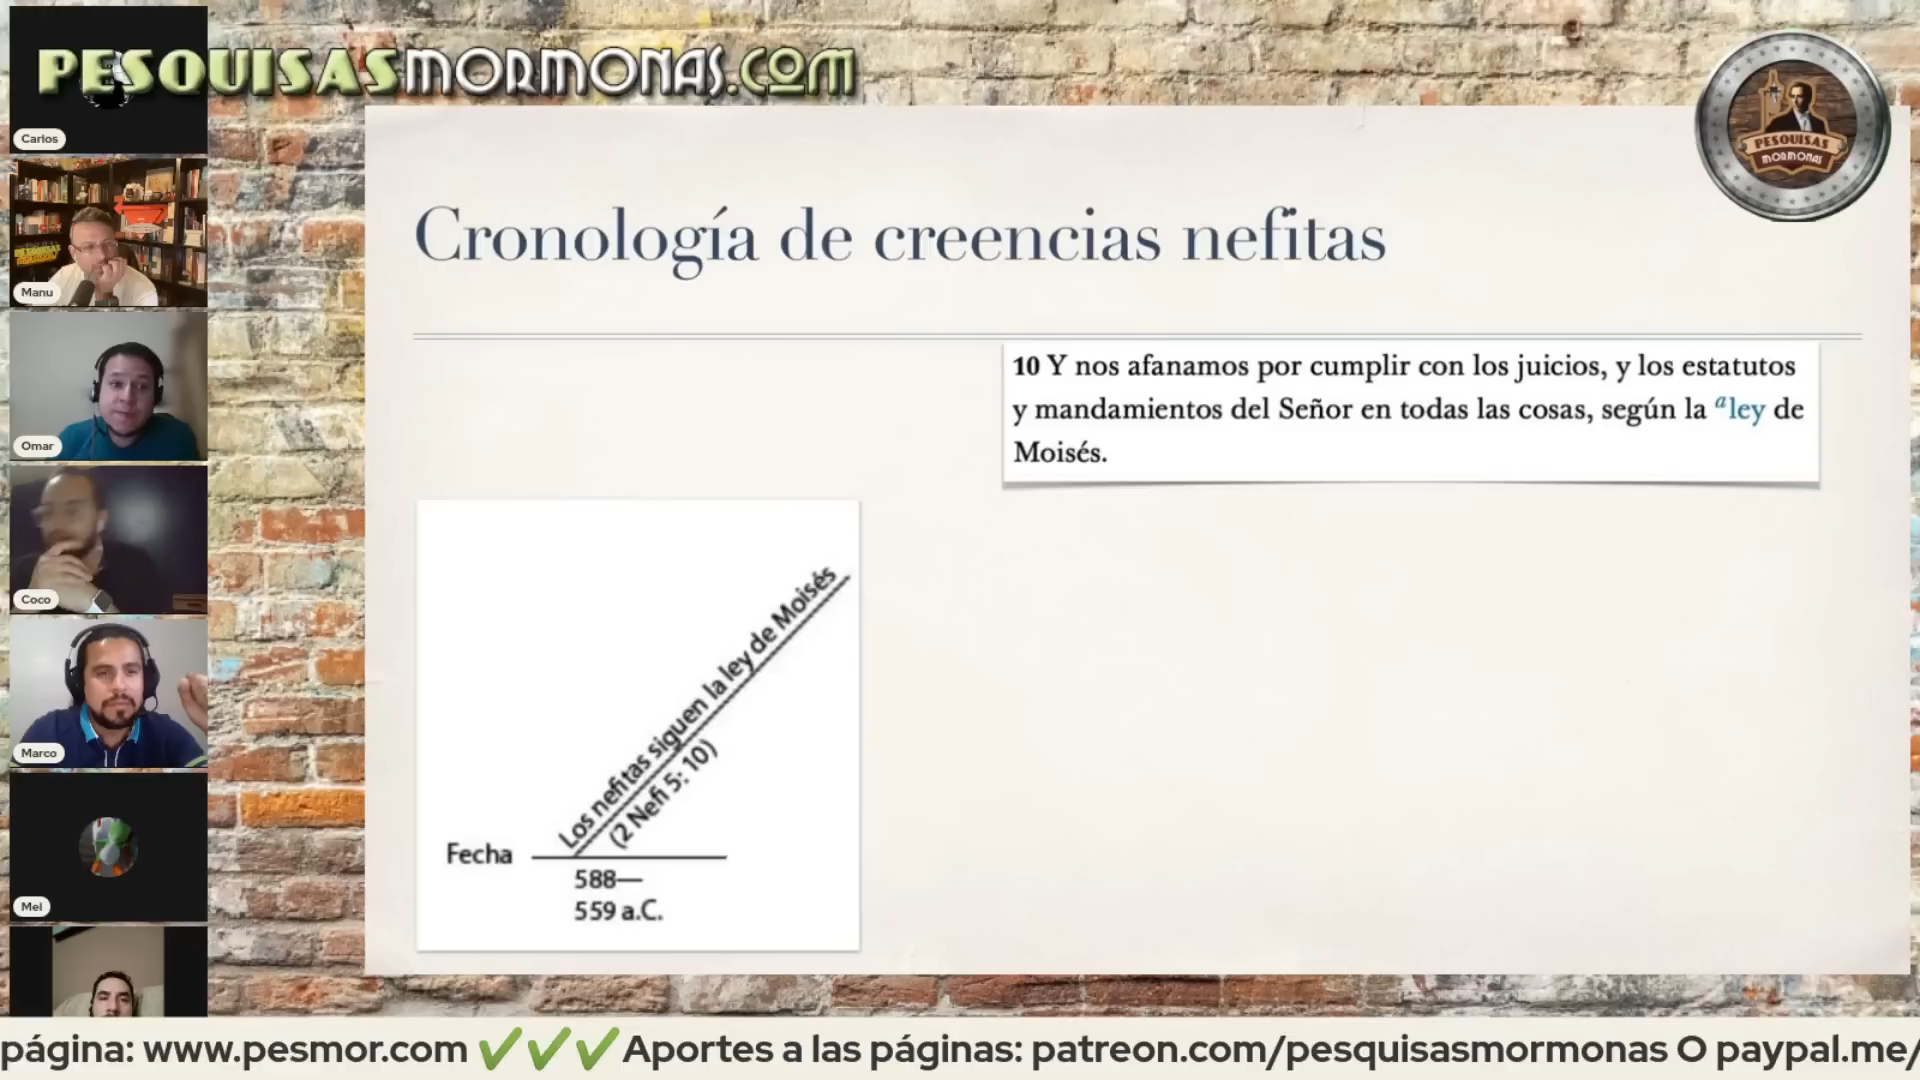 PESQUISASMORMONAS.COM
Carlos
Manu
Omar
Coco
Marco
Mel
PESQUISAS
MORMONAS
Cronología de creencias nefitas
10 Y nos afanamos por cumplir con los juicios, y los estatutos
y mandamientos del Señor en todas las cosas, según la ᵃley de
Moisés.
Los nefitas siguen la ley de Moisés
(2 Nefi 5: 10)
Fecha
588—
559 a.C.
página: www.pesmor.com ✔✔✔ Aportes a las páginas: patreon.com/pesquisasmormonas O paypal.me/